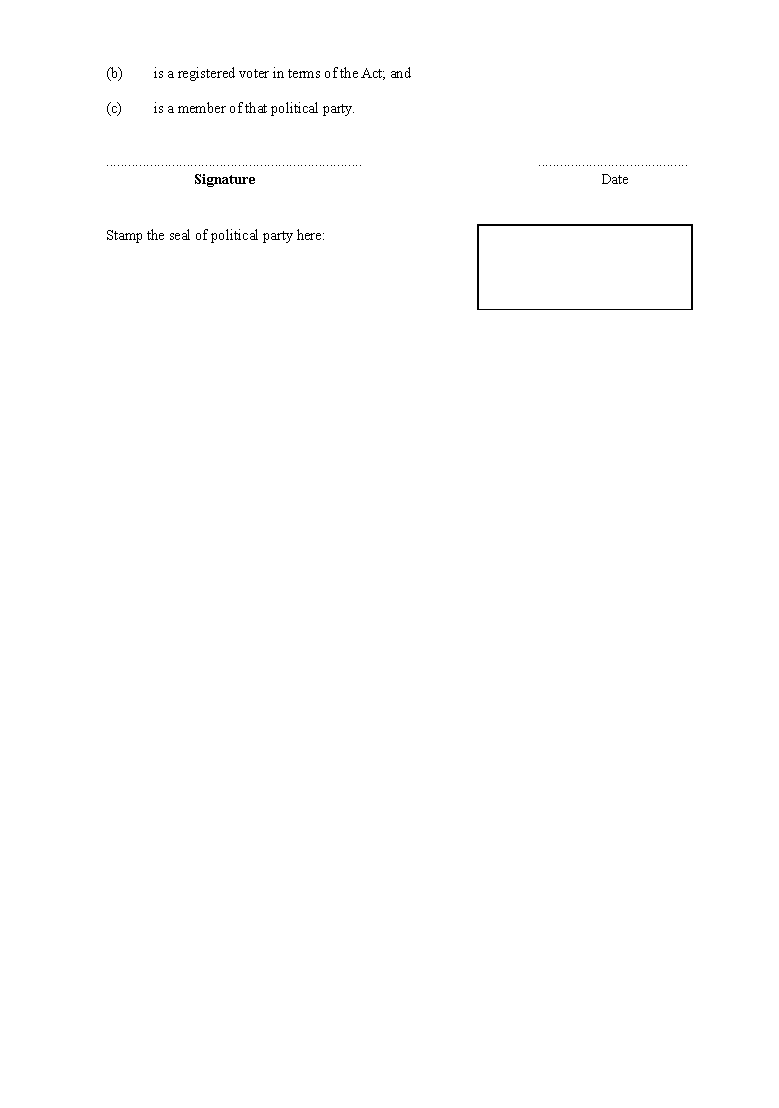 (b) is a registered voter in terms of the Act; and
(c) is a member of that political party.
................................................................... .......................................
Signature Date
Stamp the seal of political party here: